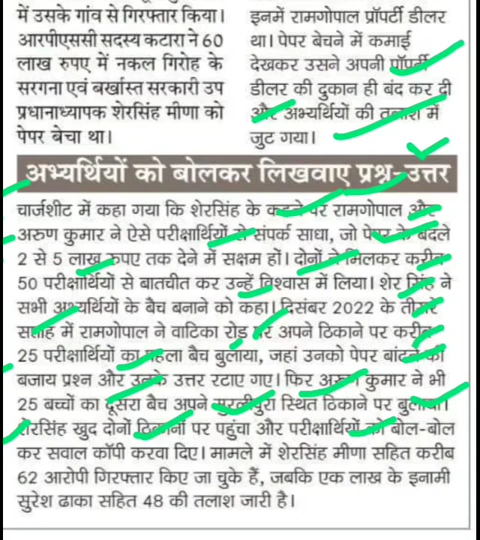 में उसके गांव से गिरफ्तार किया।
आरपीएससी सदस्य कटारा ने 60
लाख रुपए में नकल गिरोह के
सरगना एवं बर्खास्त सरकारी उप
प्रधानाध्यापक शेरसिंह मीणा को
पेपर बेचा था।
इनमें रामगोपाल प्रॉपर्टी डीलर
था। पेपर बेचने में कमाई
देखकर उसने अपनी प्रॉपर्टी
डीलर की दुकान ही बंद कर दी
और अभ्यर्थियों की तलाश में
जुट गया।
अभ्यर्थियों को बोलकर लिखवाए प्रश्न-उत्तर
चार्जशीट में कहा गया कि शेरसिंह के कहने पर रामगोपाल और
अरुण कुमार ने ऐसे परीक्षार्थियों से संपर्क साधा, जो पेपर के बदले
2 से 5 लाख रुपए तक देने में सक्षम हों। दोनों ने मिलकर करीब
50 परीक्षार्थियों से बातचीत कर उन्हें विश्वास में लिया। शेर सिंह ने
सभी अभ्यर्थियों के बैच बनाने को कहा। दिसंबर 2022 के तीसरे
सप्ताह में रामगोपाल ने वाटिका रोड पर अपने ठिकाने पर करीब
25 परीक्षार्थियों का पहला बैच बुलाया, जहां उनको पेपर बांटने की
बजाय प्रश्न और उनके उत्तर रटाए गए। फिर अरुण कुमार ने भी
25 बच्चों का दूसरा बैच अपने स्थित ठिकाने पर बुलाया।
शेरसिंह खुद दोनों ठिकानों पर पहुंचा और परीक्षार्थियों को बोल-बोल
कर सवाल कॉपी करवा दिए। मामले में शेरसिंह मीणा सहित करीब
62 आरोपी गिरफ्तार किए जा चुके हैं, जबकि एक लाख के इनामी
सुरेश ढाका सहित 48 की तलाश जारी है।